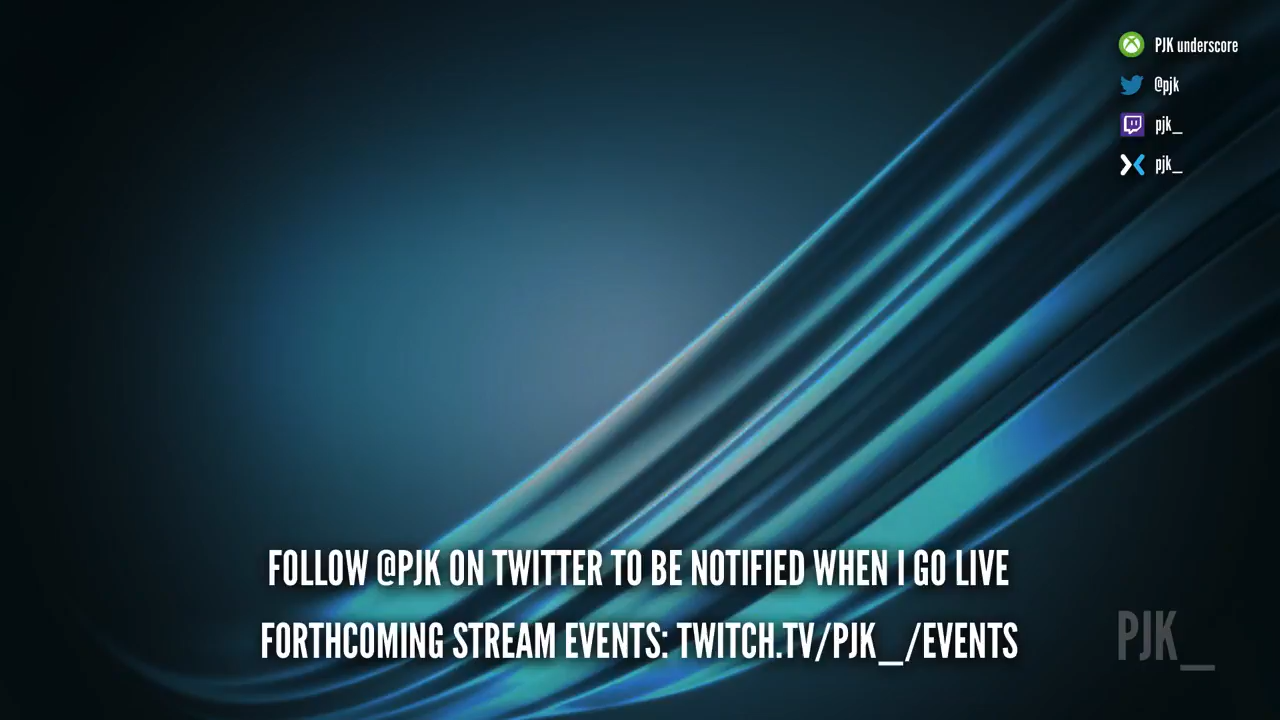 PJK underscore
@pjk
pjk_
pjk_
FOLLOW @PJK ON TWITTER TO BE NOTIFIED WHEN I GO LIVE
FORTHCOMING STREAM EVENTS: TWITCH.TV/PJK_/EVENTS
PJK_